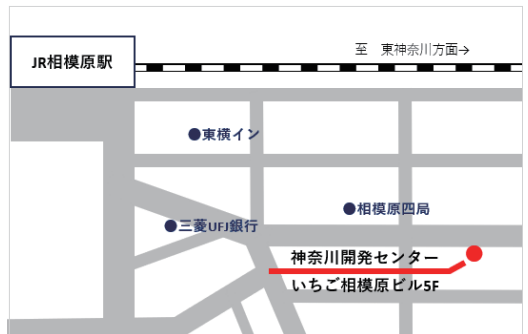 至 東神奈川方面→
JR相模原駅
●東横イン
●相模原四局
●三菱UFJ銀行
神奈川開発センター
いちご相模原ビル5F